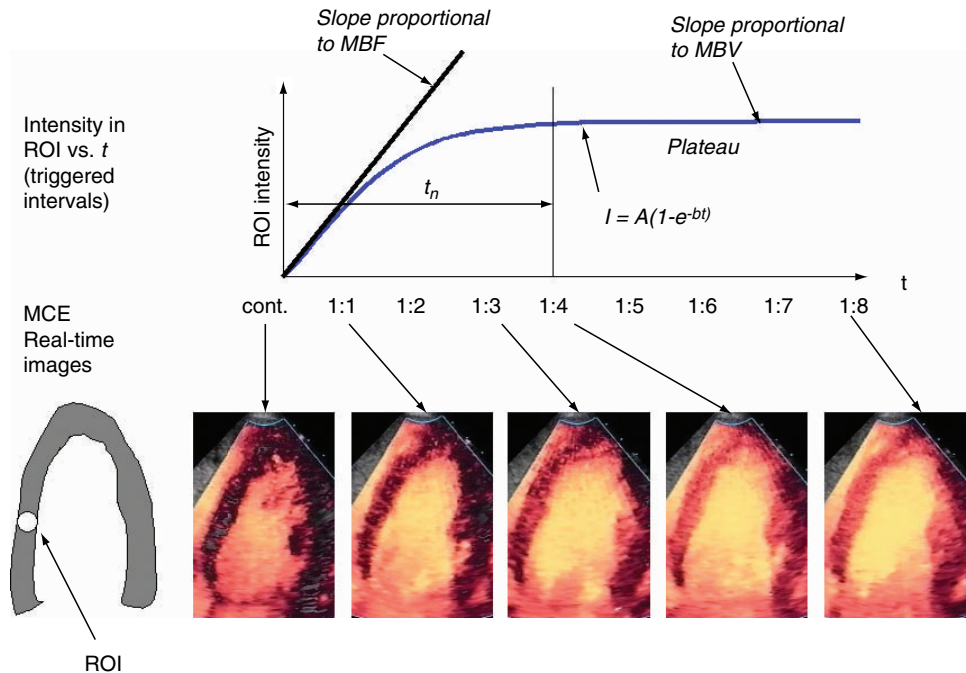 Slope proportional
to MBF
Slope proportional
to MBV
Intensity in
ROI vs. t
(triggered
intervals)
ROI intensity
t_n
Plateau
I = A(1-e^-bt)
t
cont. 1:1 1:2 1:3 1:4 1:5 1:6 1:7 1:8
MCE
Real-time
images
ROI